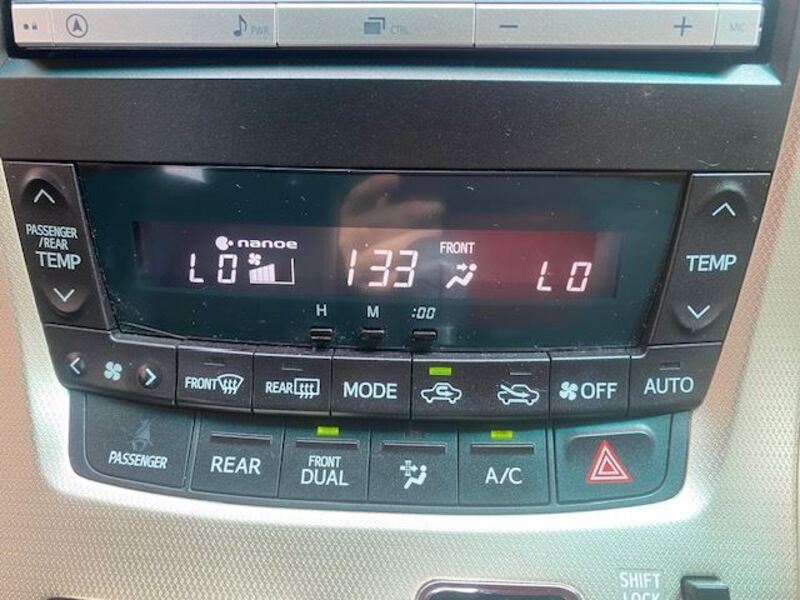 PWR CTRL − + MIC
nanoe
FRONT
LO 133 LO
H M :00
PASSENGER
/REAR
TEMP
TEMP
FRONT REAR MODE OFF AUTO
PASSENGER REAR FRONT
DUAL A/C
SHIFT
LOCK